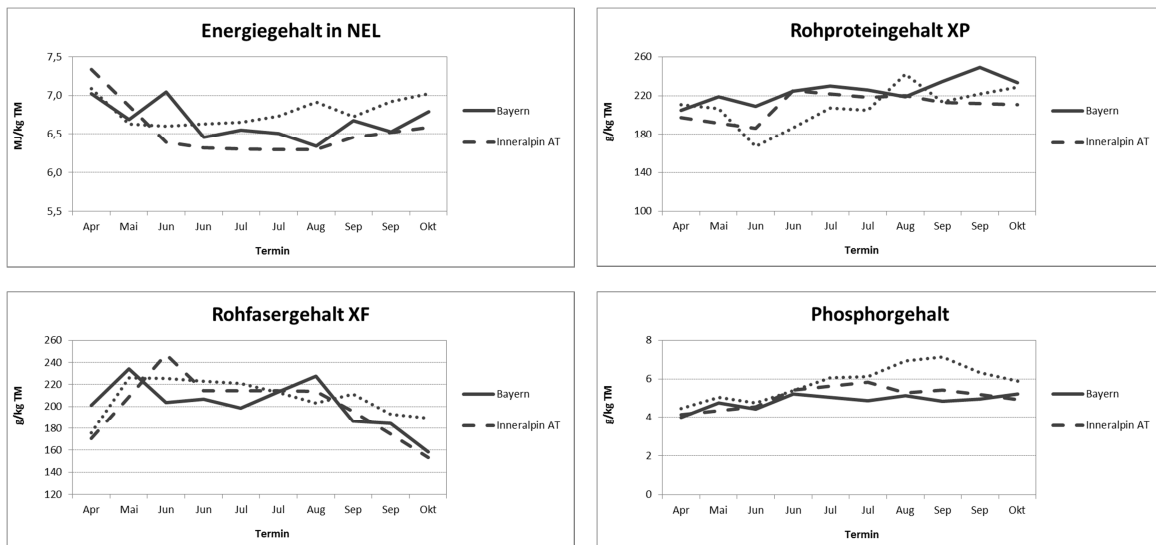 Energiegehalt in NEL
7,5
7,0
6,5
6,0
5,5
MJ/kg TM
Apr Mai Jun Jun Jul Jul Aug Sep Sep Okt
Termin
Bayern
Inneralpin AT
Rohproteingehalt XP
260
220
180
140
100
g/kg TM
Apr Mai Jun Jun Jul Jul Aug Sep Sep Okt
Termin
Bayern
Inneralpin AT
Rohfasergehalt XF
260
240
220
200
180
160
140
120
g/kg TM
Apr Mai Jun Jun Jul Jul Aug Sep Sep Okt
Termin
Bayern
Inneralpin AT
Phosphorgehalt
8
6
4
2
0
g/kg TM
Apr Mai Jun Jun Jul Jul Aug Sep Sep Okt
Termin
Bayern
Inneralpin AT